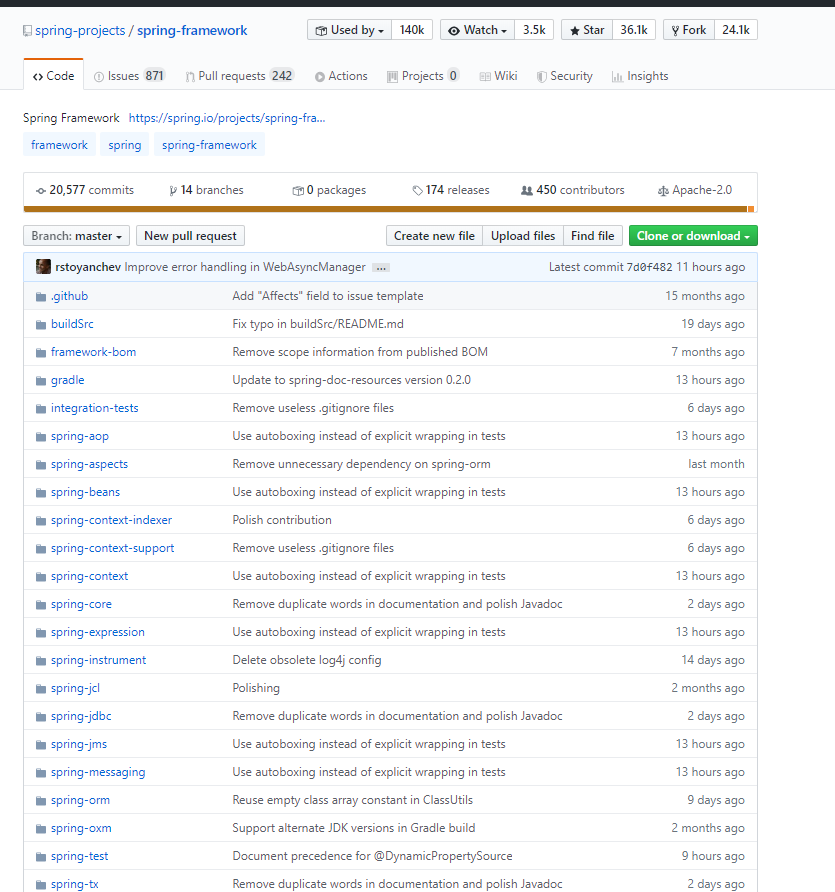 spring-projects / spring-framework
Used by 140k Watch 3.5k Star 36.1k Fork 24.1k
Code Issues 871 Pull requests 242 Actions Projects 0 Wiki Security Insights
Spring Framework https://spring.io/projects/spring-fra...
framework spring spring-framework
20,577 commits 14 branches 0 packages 174 releases 450 contributors Apache-2.0
Branch: master New pull request Create new file Upload files Find file Clone or download
rstoyanchev Improve error handling in WebAsyncManager ... Latest commit 7d0f482 11 hours ago
.github Add "Affects" field to issue template 15 months ago
buildSrc Fix typo in buildSrc/README.md 19 days ago
framework-bom Remove scope information from published BOM 7 months ago
gradle Update to spring-doc-resources version 0.2.0 13 hours ago
integration-tests Remove useless .gitignore files 6 days ago
spring-aop Use autoboxing instead of explicit wrapping in tests 13 hours ago
spring-aspects Remove unnecessary dependency on spring-orm last month
spring-beans Use autoboxing instead of explicit wrapping in tests 13 hours ago
spring-context-indexer Polish contribution 6 days ago
spring-context-support Remove useless .gitignore files 6 days ago
spring-context Use autoboxing instead of explicit wrapping in tests 13 hours ago
spring-core Remove duplicate words in documentation and polish Javadoc 2 days ago
spring-expression Use autoboxing instead of explicit wrapping in tests 13 hours ago
spring-instrument Delete obsolete log4j config 14 days ago
spring-jcl Polishing 2 months ago
spring-jdbc Remove duplicate words in documentation and polish Javadoc 2 days ago
spring-jms Use autoboxing instead of explicit wrapping in tests 13 hours ago
spring-messaging Use autoboxing instead of explicit wrapping in tests 13 hours ago
spring-orm Reuse empty class array constant in ClassUtils 9 days ago
spring-oxm Support alternate JDK versions in Gradle build 2 months ago
spring-test Document precedence for @DynamicPropertySource 9 hours ago
spring-tx Remove duplicate words in documentation and polish Javadoc 2 days ago